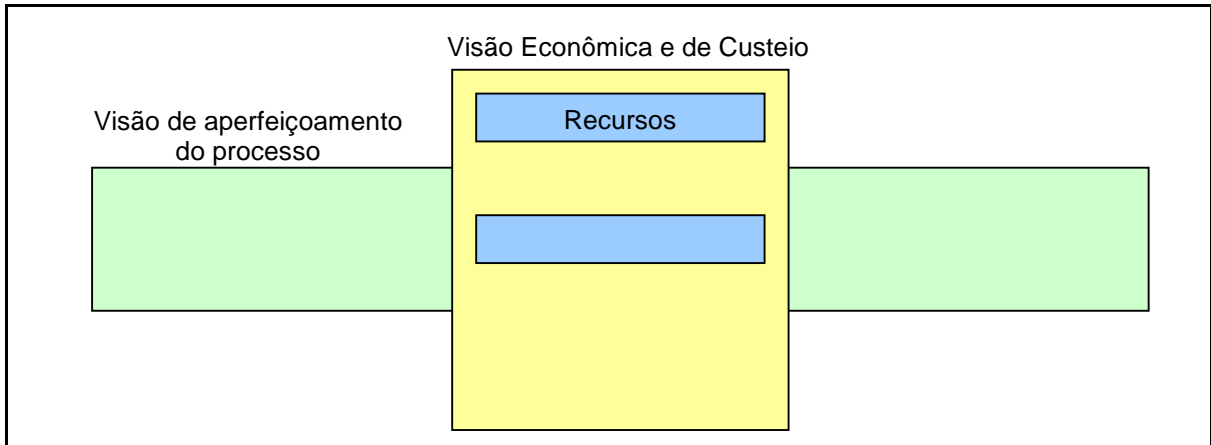 Visão Econômica e de Custeio
Recursos
Visão de aperfeiçoamento
do processo